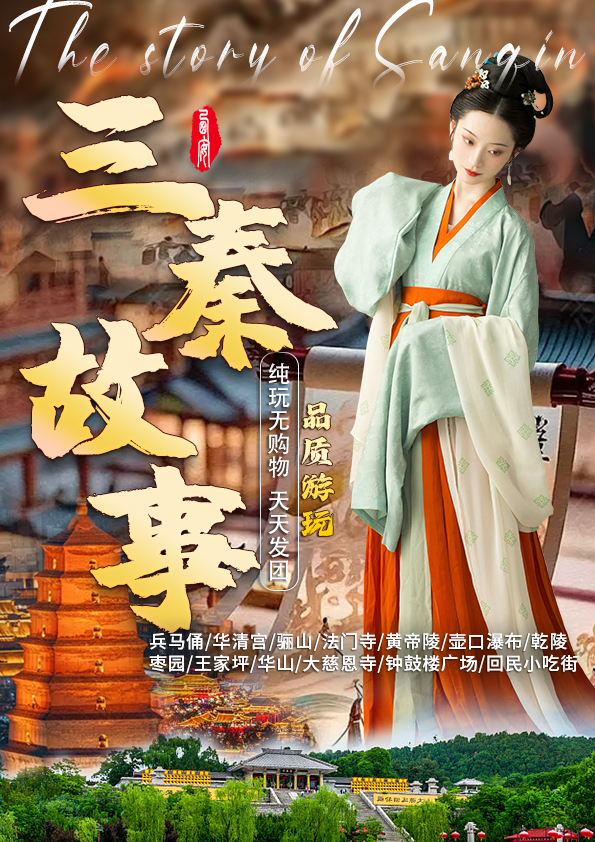 The story of Sanqin
三秦故事
纯玩无购物 天天发团
品质游玩
兵马俑/华清宫/骊山/法门寺/黄帝陵/壶口瀑布/乾陵
枣园/王家坪/华山/大慈恩寺/钟鼓楼广场/回民小吃街